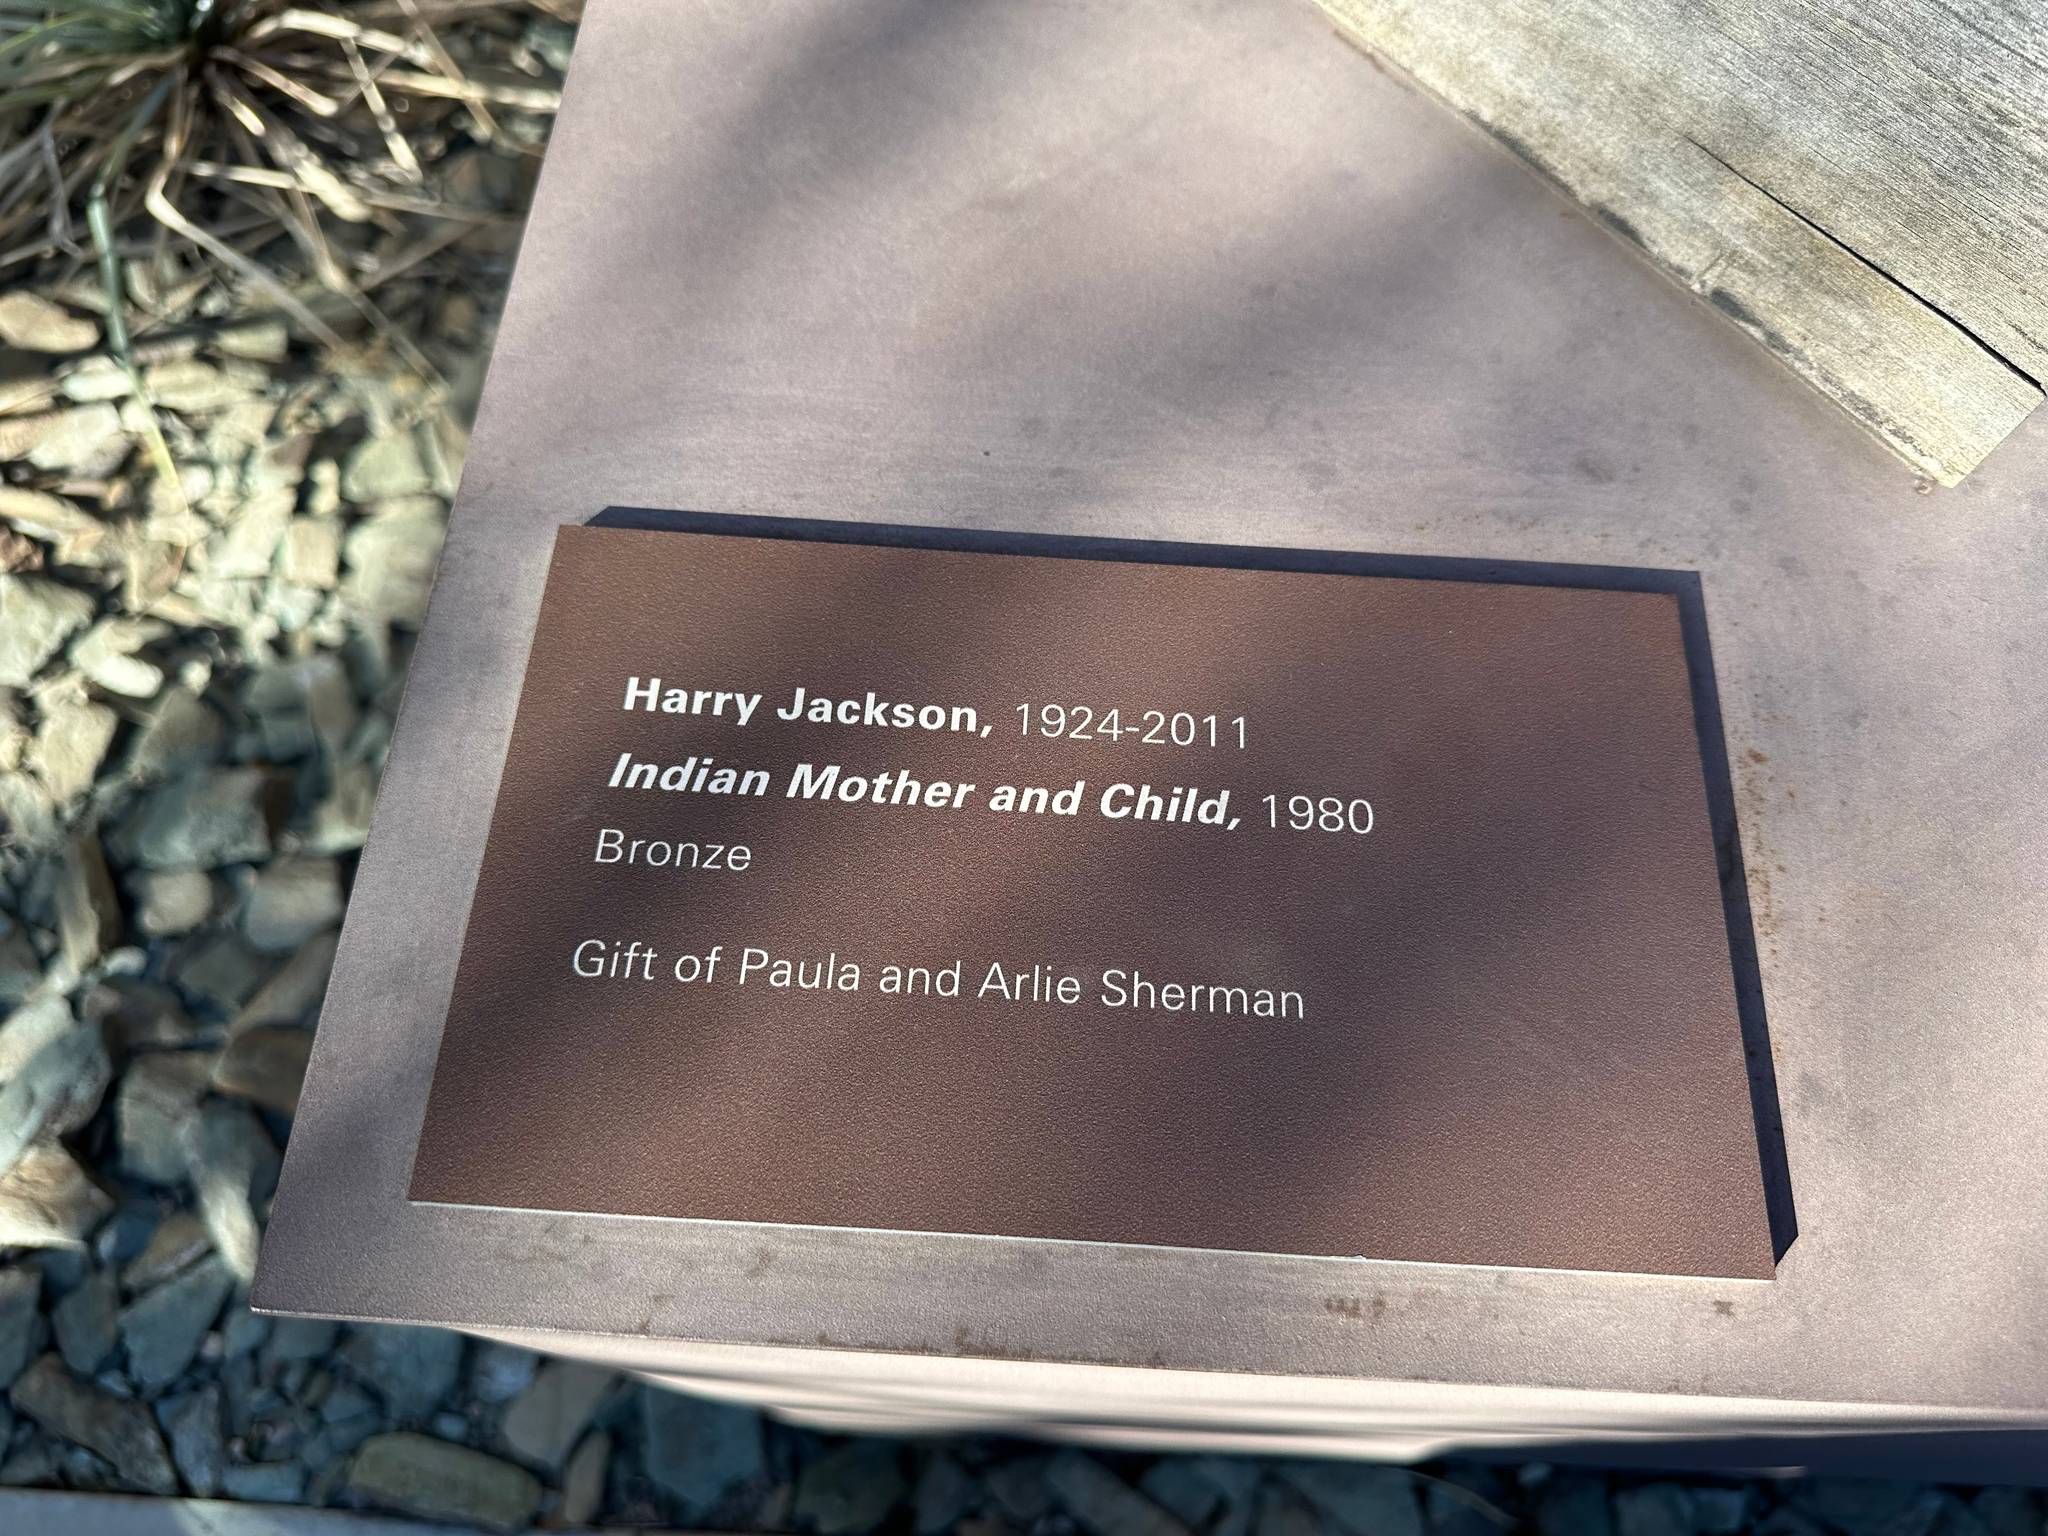 Harry Jackson, 1924-2011
Indian Mother and Child, 1980
Bronze
Gift of Paula and Arlie Sherman